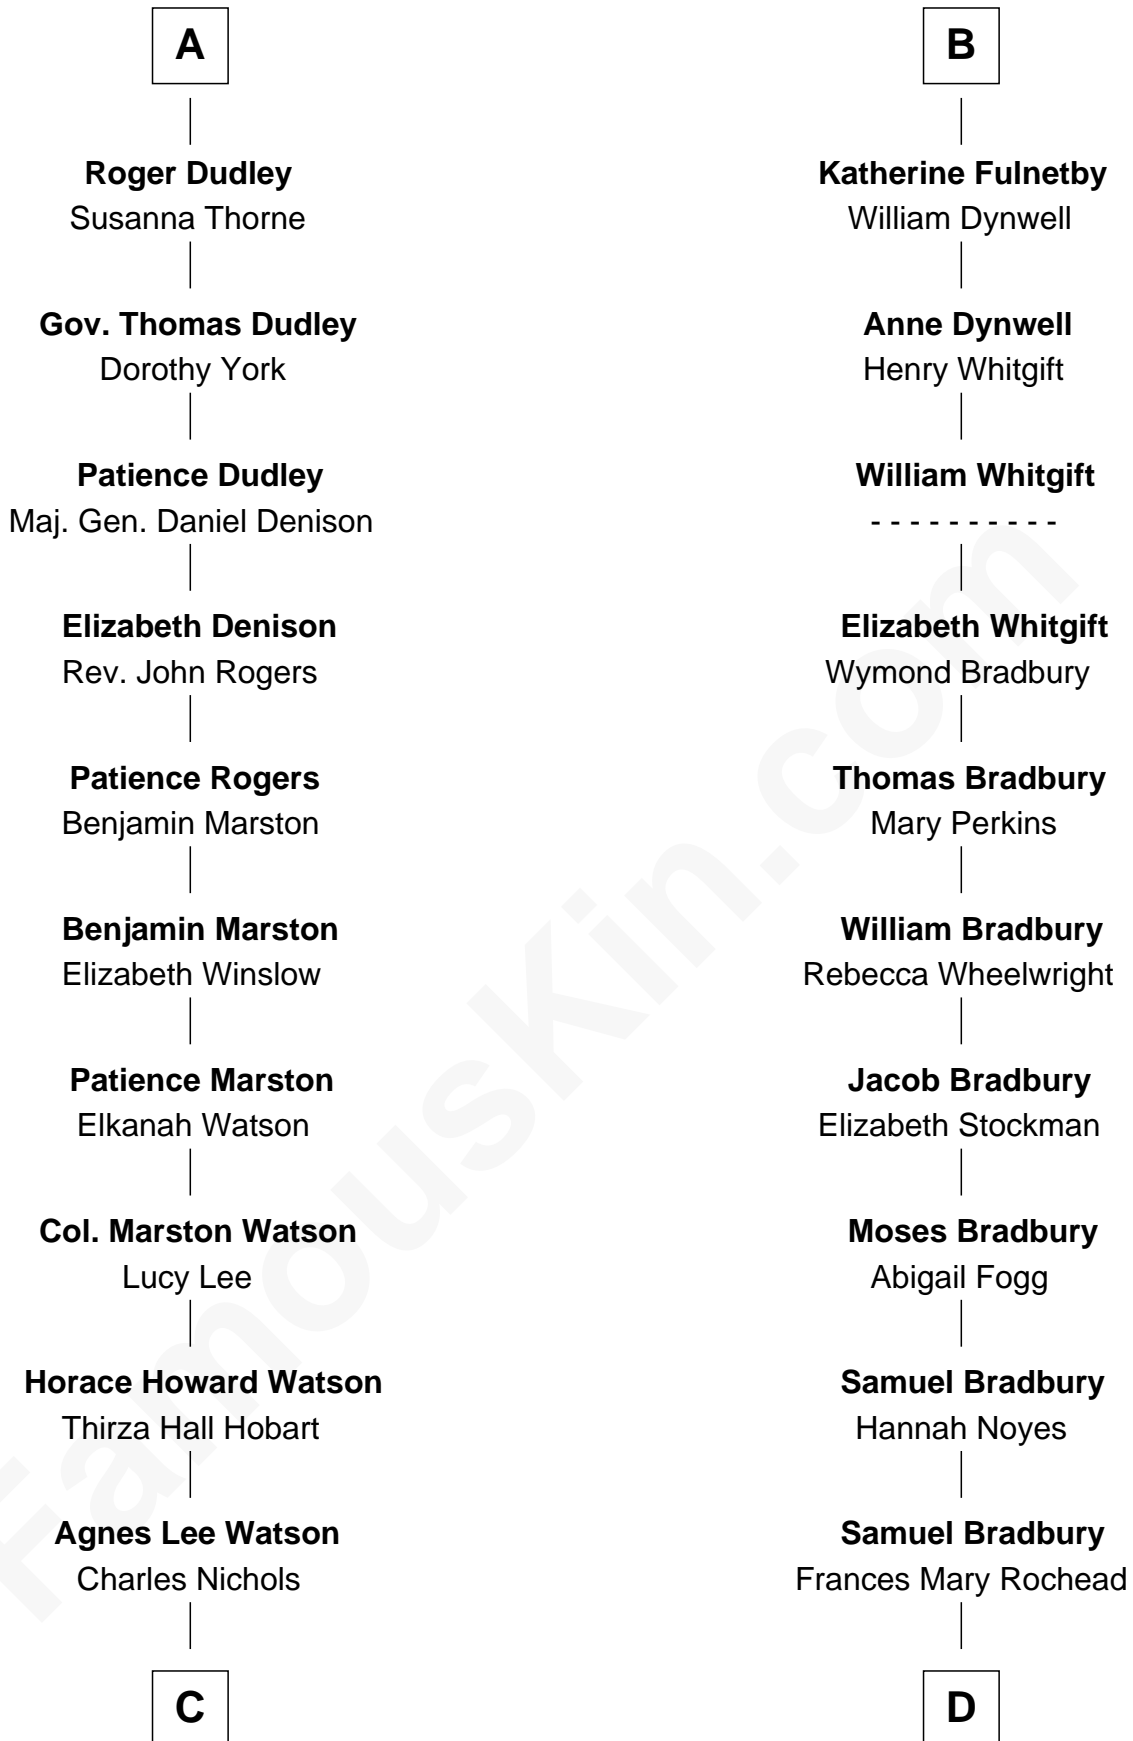 A
Roger Dudley
Susanna Thorne
Gov. Thomas Dudley
Dorothy York
Patience Dudley
Maj. Gen. Daniel Denison
Elizabeth Denison
Rev. John Rogers
Patience Rogers
Benjamin Marston
Benjamin Marston
Elizabeth Winslow
Patience Marston
Elkanah Watson
Col. Marston Watson
Lucy Lee
Horace Howard Watson
Thirza Hall Hobart
Agnes Lee Watson
Charles Nichols
C
B
Katherine Fulnetby
William Dynwell
Anne Dynwell
Henry Whitgift
William Whitgift
- - - - - - - - - -
Elizabeth Whitgift
Wymond Bradbury
Thomas Bradbury
Mary Perkins
William Bradbury
Rebecca Wheelwright
Jacob Bradbury
Elizabeth Stockman
Moses Bradbury
Abigail Fogg
Samuel Bradbury
Hannah Noyes
Samuel Bradbury
Frances Mary Rochead
D
FamousKin.com